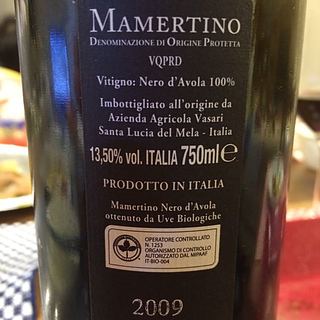 MAMERTINO
DENOMINAZIONE DI ORIGINE PROTETTA
VQPRD
Vitigno: Nero d'Avola 100%
Imbottigliato all'origine da
Azienda Agricola Vasari
Santa Lucia del Mela - Italia
13,50% vol. ITALIA 750ml e
PRODOTTO IN ITALIA
Mamertino Nero d'Avola
ottenuto da Uve Biologiche
OPERATORE CONTROLLATO
N. 1253
ORGANISMO DI CONTROLLO
AUTORIZZATO DAL MIPAAF
IT-BIO-004
2009